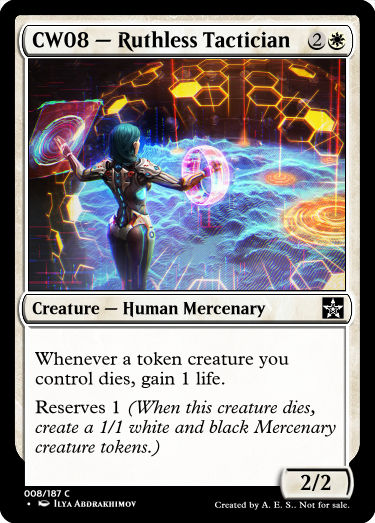 CW08 — Ruthless Tactician 2
Creature — Human Mercenary
Whenever a token creature you
control dies, gain 1 life.
Reserves 1 (When this creature dies,
create a 1/1 white and black Mercenary
creature tokens.)
2/2
008/187 C
• Ilya Abdrakhimov
Created by A. E. S.. Not for sale.